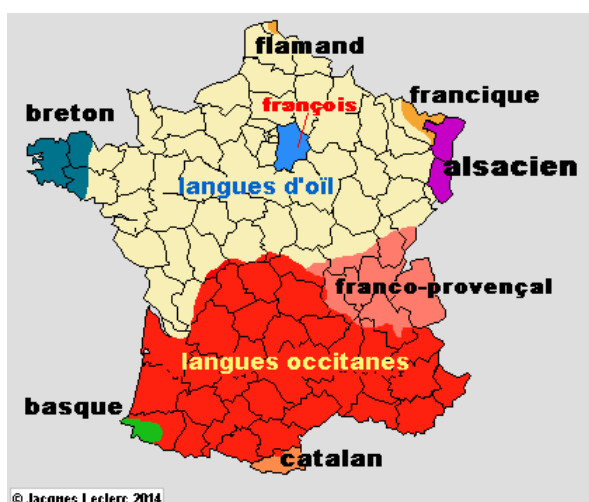 flamand
françois
francique
breton
alsacien
langues d'oïl
franco-provençal
langues occitanes
basque
catalan
© Jacques Leclerc 2014